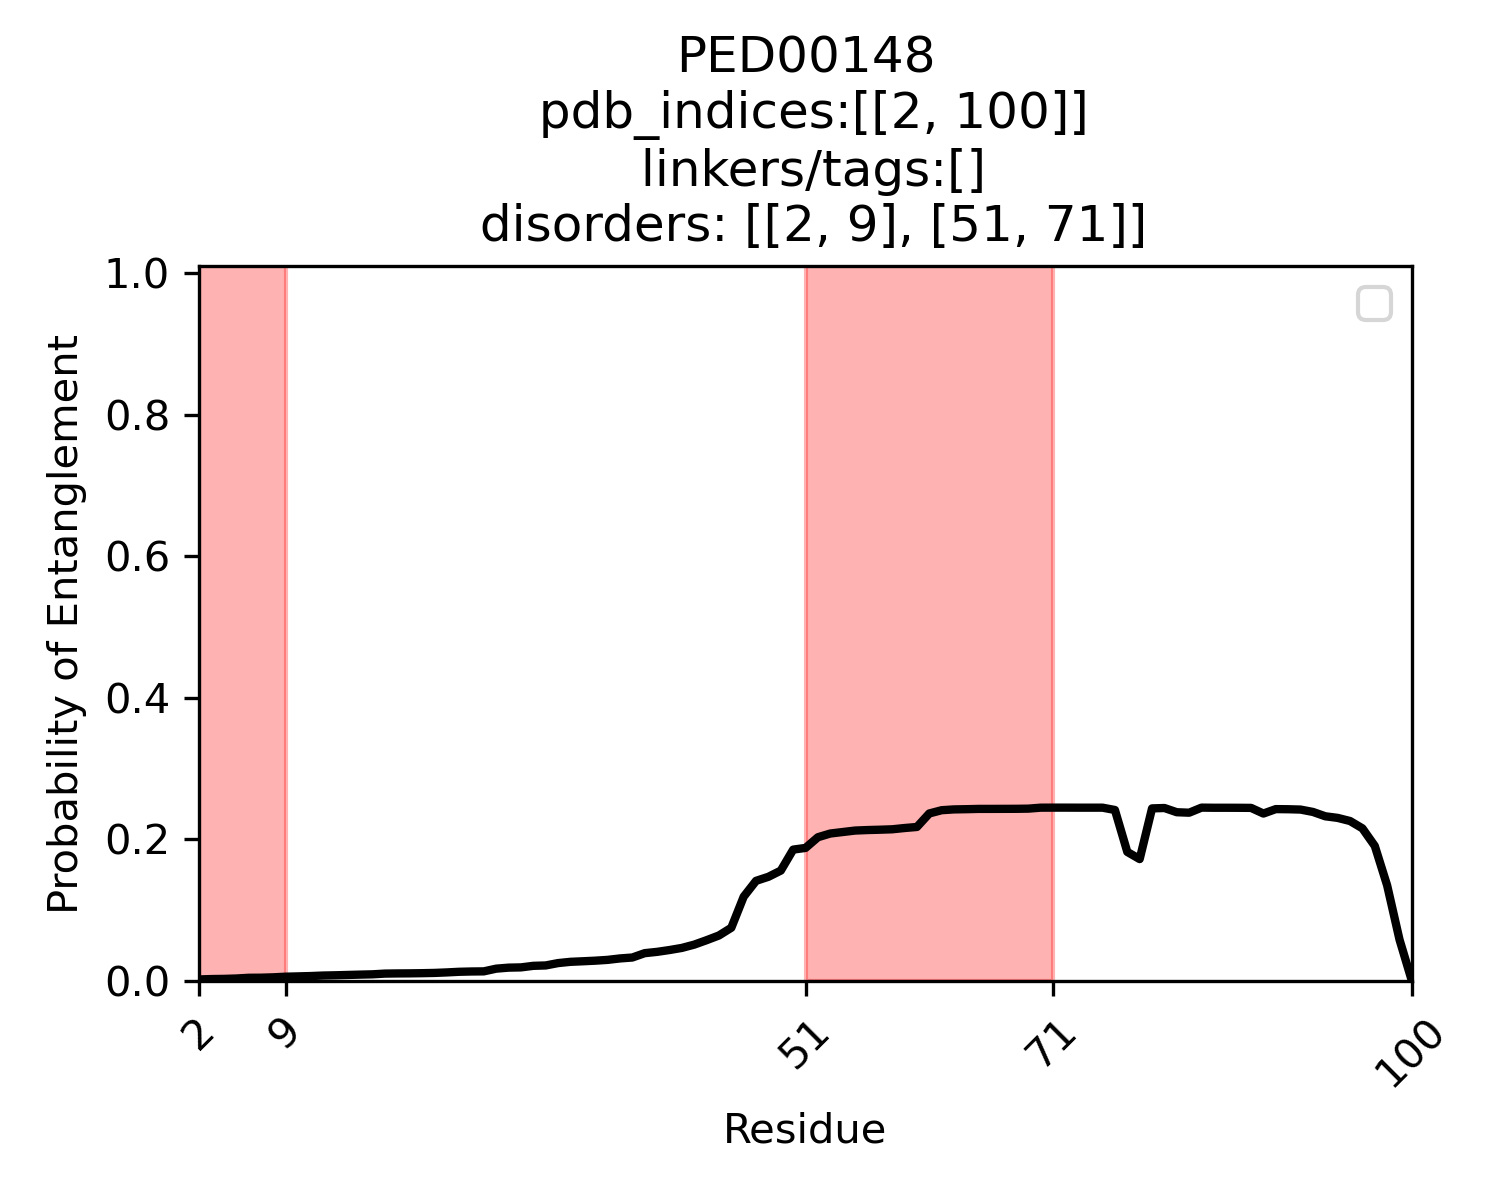 PED00148
pdb_indices:[[2, 100]]
linkers/tags:[]
disorders: [[2, 9], [51, 71]]
1.0
0.8
0.6
0.4
0.2
0.0
Probability of Entanglement
2
9
51
71
100
Residue